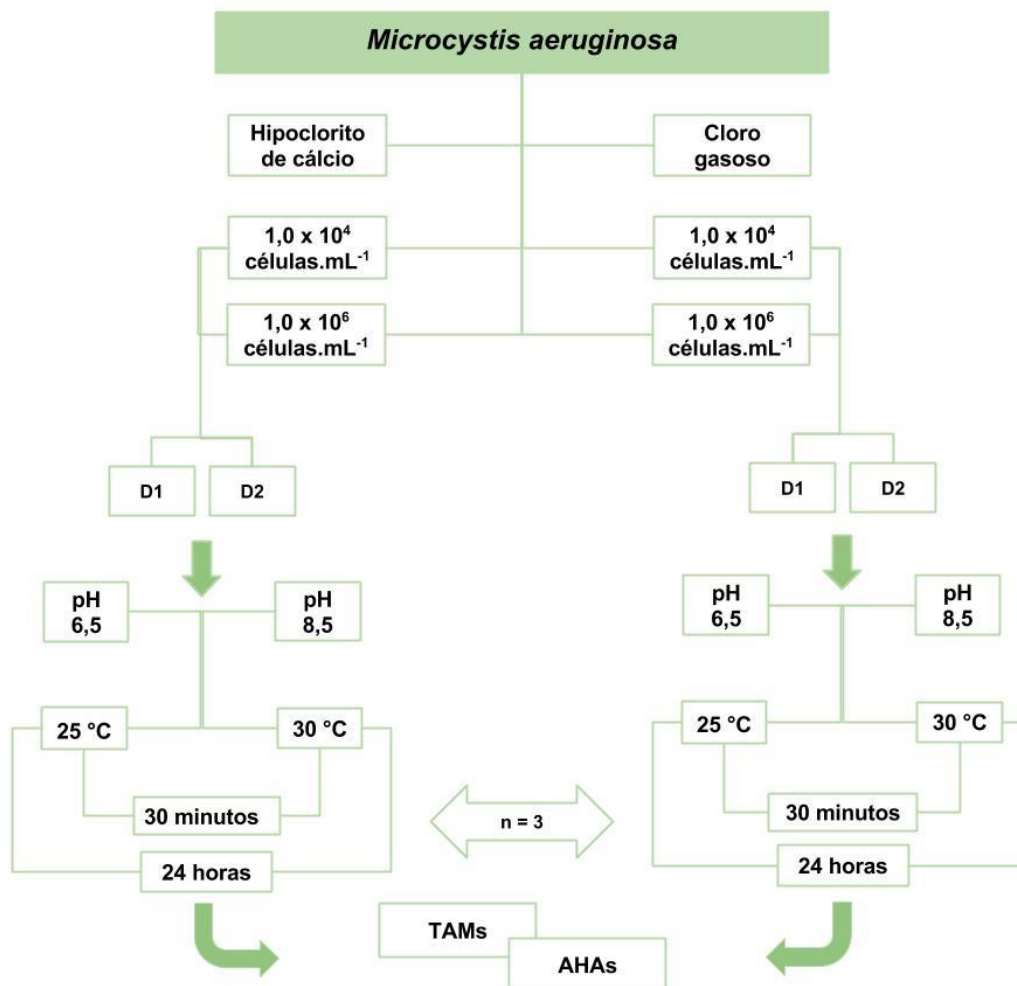 Microcystis aeruginosa
Hipoclorito
de cálcio
Cloro
gasoso
1,0 x 10⁴
células.mL⁻¹
1,0 x 10⁴
células.mL⁻¹
1,0 x 10⁶
células.mL⁻¹
1,0 x 10⁶
células.mL⁻¹
D1
D2
D1
D2
pH
6,5
pH
8,5
pH
6,5
pH
8,5
25 °C
30 °C
25 °C
30 °C
30 minutos
n = 3
30 minutos
24 horas
24 horas
TAMs
AHAs